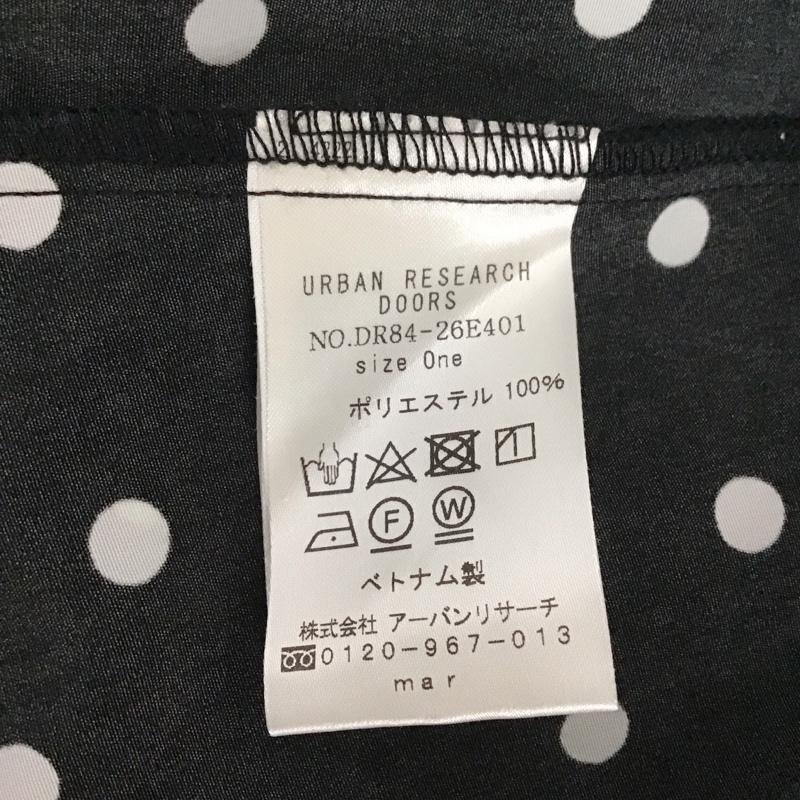 URBAN RESEARCH
DOORS
NO.DR84-26E401
size One
ポリエステル 100%
F W
ベトナム製
株式会社 アーバンリサーチ
0120-967-013
mar